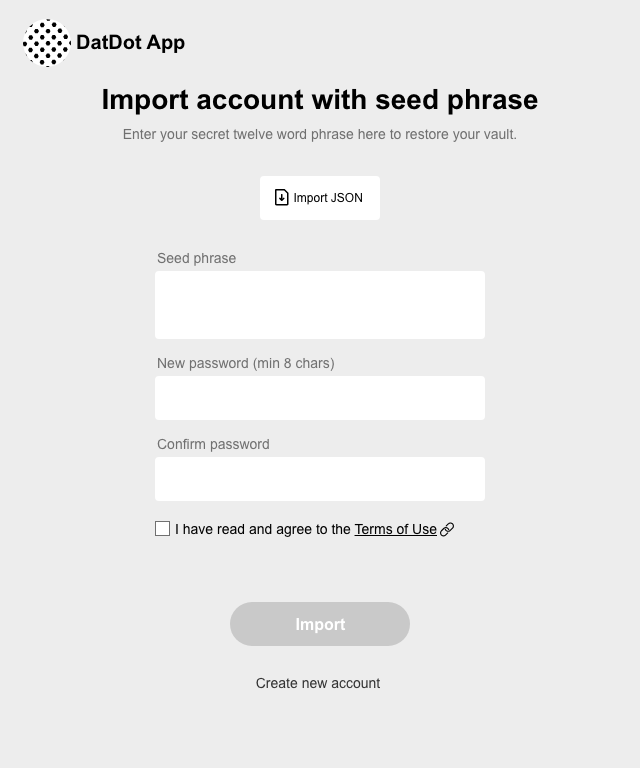 DatDot App
Import account with seed phrase
Enter your secret twelve word phrase here to restore your vault.
Import JSON
Seed phrase
New password (min 8 chars)
Confirm password
I have read and agree to the Terms of Use
Import
Create new account